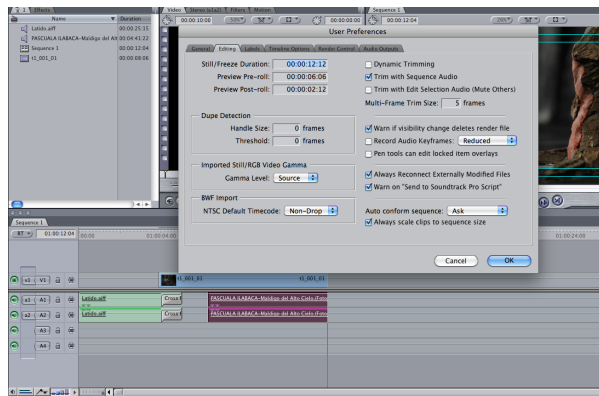 1 Effects
Video Stereo (a1a2) Filters Motion
Sequence 1
Name Duration
00:00:10:00 50% 00:00:00:00
00:00:12:04 20%
Latido aiff 00:00:25:15
PASCUALA ILABACA-Maldigo del Alt 00:04:41:22
Sequence 1 00:00:12:04
t1_001_01 00:00:08:06
User Preferences
General Editing Labels Timeline Options Render Control Audio Outputs
Still/Freeze Duration: 00:00:12:12
Dynamic Trimming
Preview Pre-roll: 00:00:06:06
Trim with Sequence Audio
Preview Post-roll: 00:00:02:12
Trim with Edit Selection Audio (Mute Others)
Multi-Frame Trim Size: 5 frames
Dupe Detection
Handle Size: 0 frames
Warn if visibility change deletes render file
Threshold: 0 frames
Record Audio Keyframes: Reduced
Pen tools can edit locked item overlays
Imported Still/RGB Video Gamma
Gamma Level: Source
Always Reconnect Externally Modified Files
Warn on "Send to Soundtrack Pro Script"
BWF Import
NTSC Default Timecode: Non-Drop
Auto conform sequence: Ask
Always scale clips to sequence size
Cancel OK
Sequence 1
RT 01:00:12:04 00:00 01:00:04:00 01:00:24:00
v1 V1 t1_001_01 t1_001_01
a1 A1 Latido.aiff Cross PASCUALA ILABACA-Maldigo del Alto Cielo (Foto
a2 A2 Latido.aiff Cross PASCUALA ILABACA-Maldigo del Alto Cielo (Foto
A3
A4